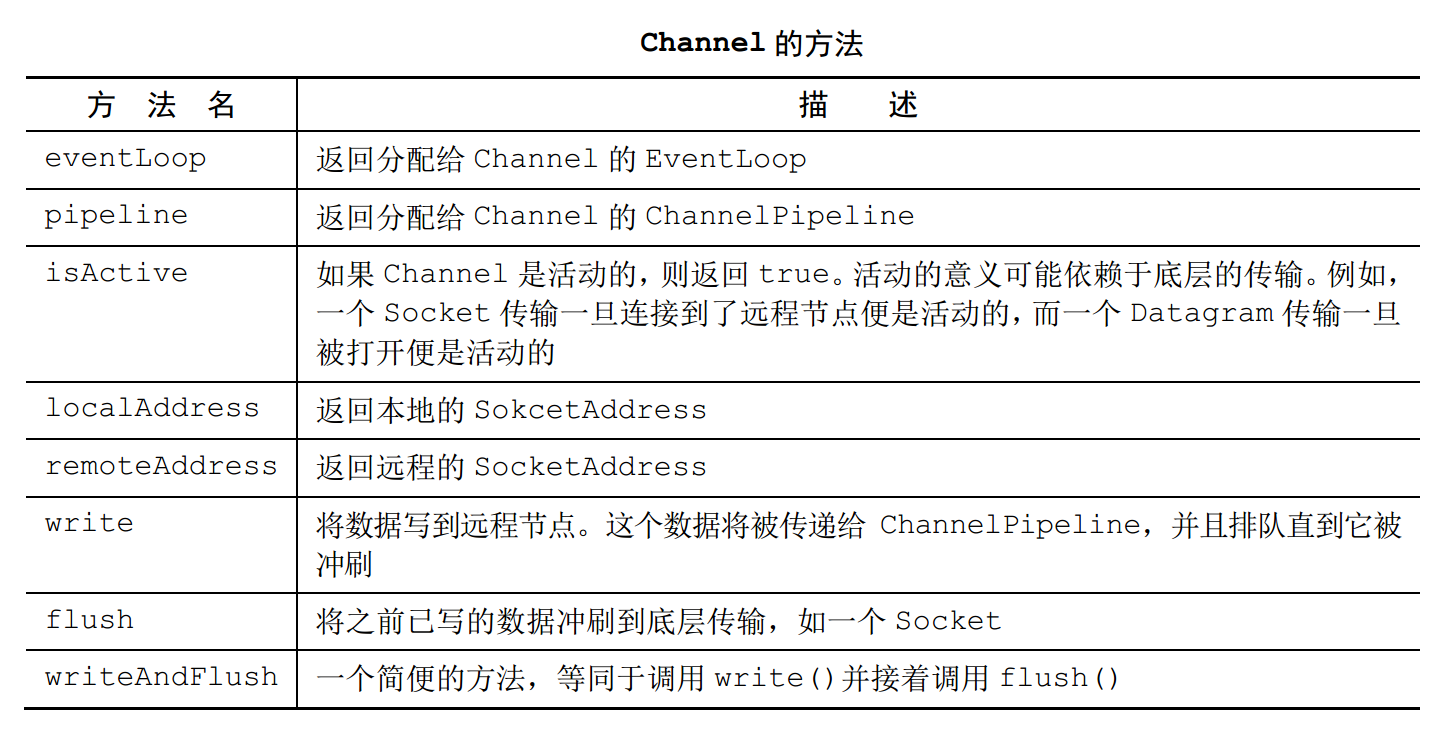 Channel 的方法
方 法 名 描 述
eventLoop 返回分配给 Channel 的 EventLoop
pipeline 返回分配给 Channel 的 ChannelPipeline
isActive 如果 Channel 是活动的，则返回 true。活动的意义可能依赖于底层的传输。例如，
一个 Socket 传输一旦连接到了远程节点便是活动的，而一个 Datagram 传输一旦
被打开便是活动的
localAddress 返回本地的 SokcetAddress
remoteAddress 返回远程的 SocketAddress
write 将数据写到远程节点。这个数据将被传递给 ChannelPipeline，并且排队直到它被
冲刷
flush 将之前已写的数据冲刷到底层传输，如一个 Socket
writeAndFlush 一个简便的方法，等同于调用 write()并接着调用 flush()